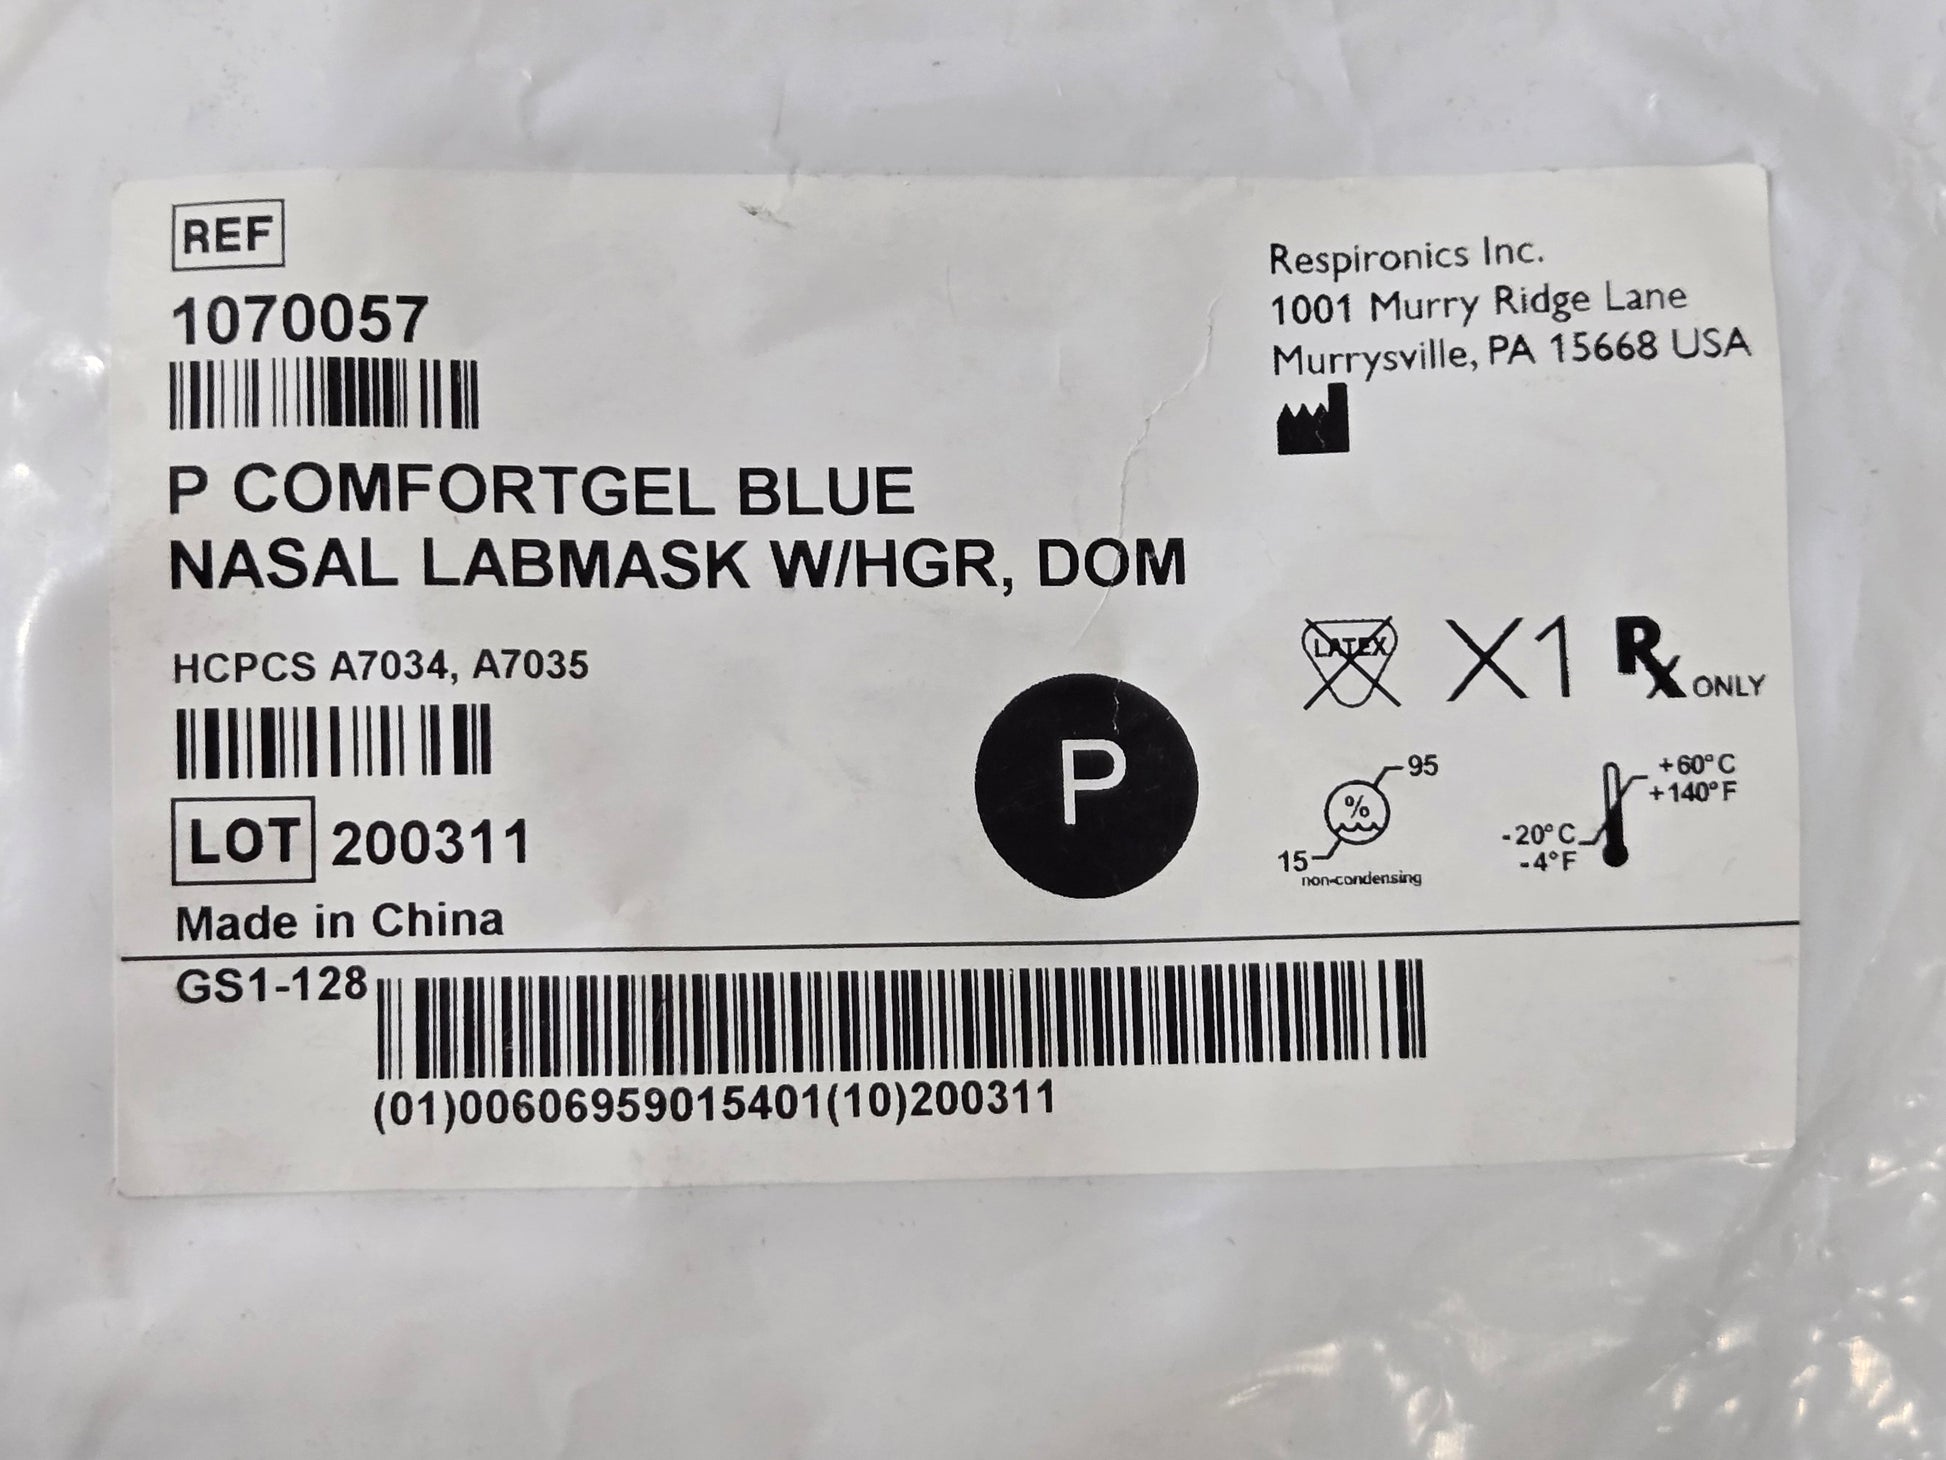 REF
1070057
P COMFORTGEL BLUE
NASAL LABMASK W/HGR, DOM
HCPCS A7034, A7035
LOT 200311
Made in China
Respironics Inc.
1001 Murry Ridge Lane
Murrysville, PA 15668 USA
LATEX X1 Rx ONLY
P
95
%
15
non-condensing
+60°C
+140°F
-20°C
-4°F
GS1-128
(01)00606959015401(10)200311